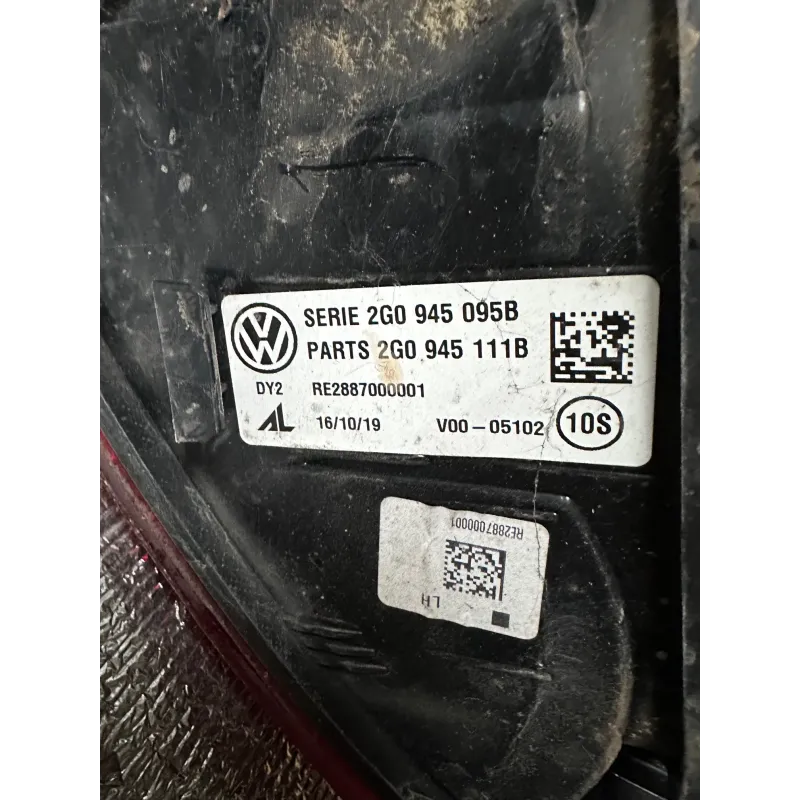 SERIE 2G0 945 095B
PARTS 2G0 945 111B
DY2 RE2887000001
AL 16/10/19 V00-05102 10S
RE2887000001
LH